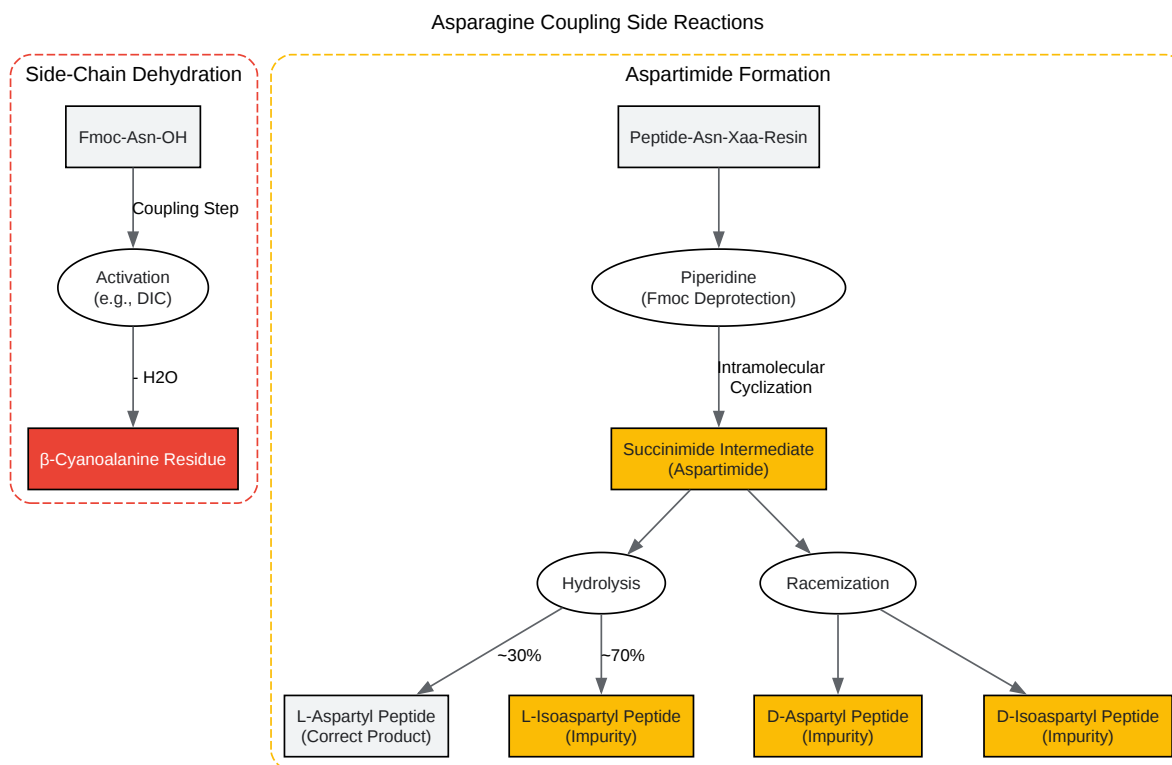 Asparagine Coupling Side Reactions
Side-Chain Dehydration
Fmoc-Asn-OH
Coupling Step
Activation
(e.g., DIC)
- H2O
β-Cyanoalanine Residue
Aspartimide Formation
Peptide-Asn-Xaa-Resin
Piperidine
(Fmoc Deprotection)
Intramolecular
Cyclization
Succinimide Intermediate
(Aspartimide)
Hydrolysis
Racemization
~30%
~70%
L-Aspartyl Peptide
(Correct Product)
L-Isoaspartyl Peptide
(Impurity)
D-Aspartyl Peptide
(Impurity)
D-Isoaspartyl Peptide
(Impurity)